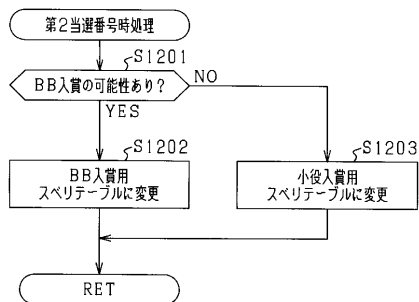 第2当選番号時処理
S1201
BB入賞の可能性あり?
NO
YES
S1202
BB入賞用
スベリテーブルに変更
S1203
小役入賞用
スベリテーブルに変更
RET